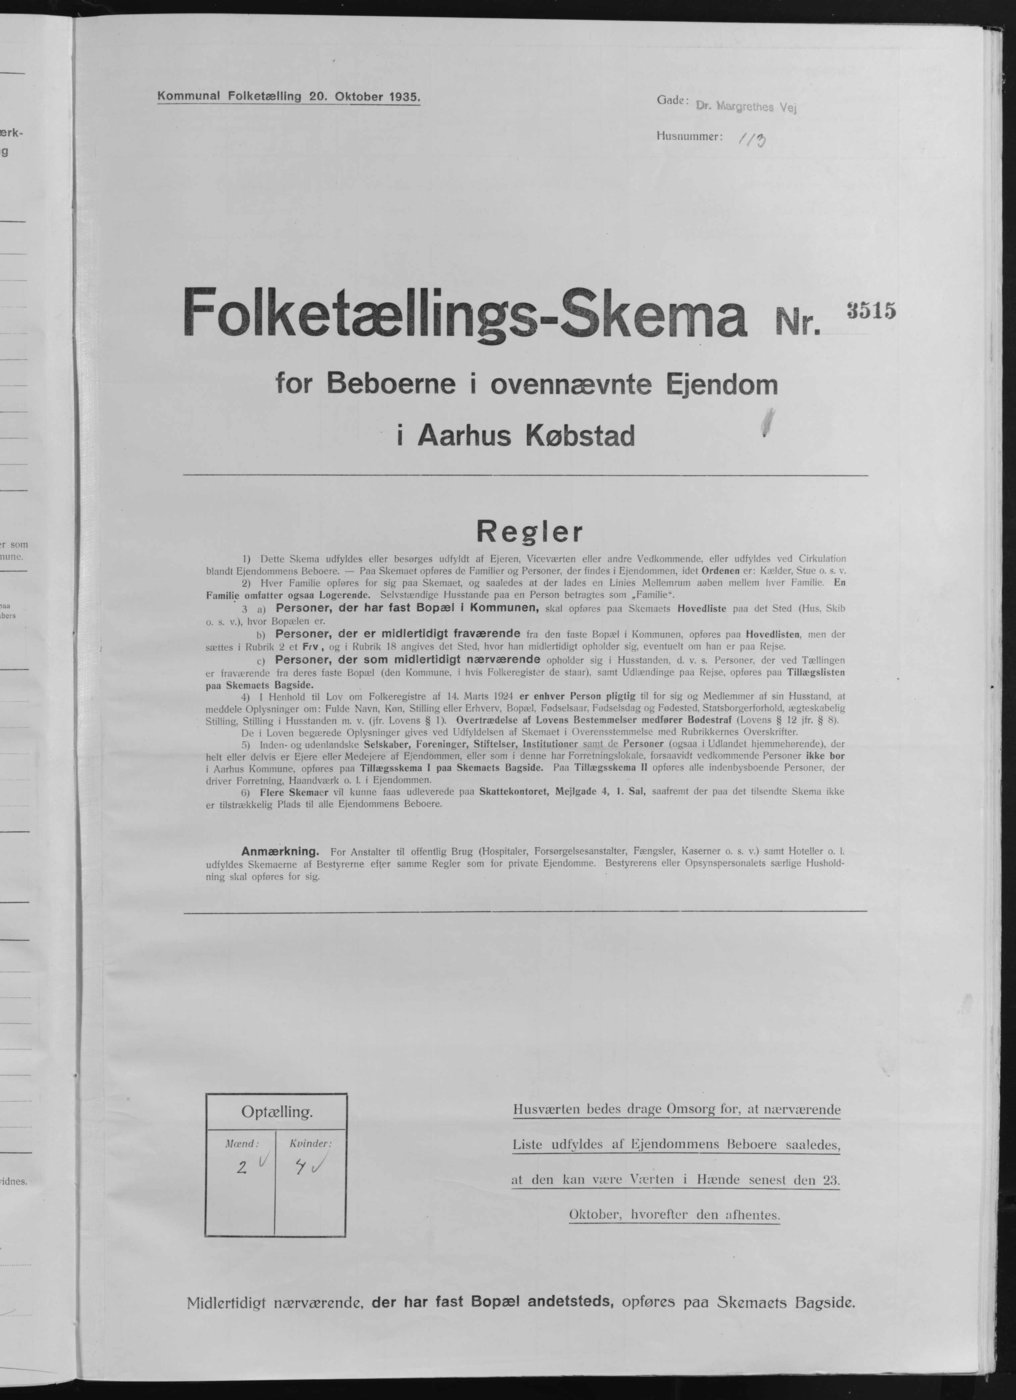 Kommunal Folketælling 20. Oktober 1935.
Gade: Dr. Margrethes Vej
Husnummer: 113
Folketællings-Skema Nr. 3515
for Beboerne i ovennævnte Ejendom
i Aarhus Købstad
Regler
1) Dette Skema udfyldes eller besørges udfyldt af Ejeren, Viceværten eller andre Vedkommende, eller udfyldes ved Cirkulation
blandt Ejendommens Beboere. — Paa Skemaet opføres de Familier og Personer, der findes i Ejendommen, idet Ordenen er: Kælder, Stue o. s. v.
2) Hver Familie opføres for sig paa Skemaet, og saaledes at der lades en Linies Mellemrum aaben mellem hver Familie. En
Familie omfatter ogsaa Logerende. Selvstændige Husstande paa en Person betragtes som „Familie“.
3 a) Personer, der har fast Bopæl i Kommunen, skal opføres paa Skemaets Hovedliste paa det Sted (Hus, Skib
o. s. v.), hvor Bopælen er.
b) Personer, der er midlertidigt fraværende fra den faste Bopæl i Kommunen, opføres paa Hovedlisten, men der
sættes i Rubrik 2 et Frv, og i Rubrik 18 angives det Sted, hvor han midlertidigt opholder sig, eventuelt om han er paa Rejse.
c) Personer, der som midlertidigt nærværende opholder sig i Husstanden, d. v. s. Personer, der ved Tællingen
er fraværende fra deres faste Bopæl (den Kommune, i hvis Folkeregister de staar), samt Udlændinge paa Rejse, opføres paa Tillægslisten
paa Skemaets Bagside.
4) I Henhold til Lov om Folkeregistre af 14. Marts 1924 er enhver Person pligtig til for sig og Medlemmer af sin Husstand, at
meddele Oplysninger om: Fulde Navn, Køn, Stilling eller Erhverv, Bopæl, Fødselsaar, Fødselsdag og Fødested, Statsborgerforhold, ægteskabelig
Stilling, Stilling i Husstanden m. v. (jfr. Lovens § 1). Overtrædelse af Lovens Bestemmelser medfører Bødestraf (Lovens § 12 jfr. § 8).
De i Loven begærede Oplysninger gives ved Udfyldelsen af Skemaet i Overensstemmelse med Rubrikkernes Overskrifter.
5) Inden- og udenlandske Selskaber, Foreninger, Stiftelser, Institutioner samt de Personer (ogsaa i Udlandet hjemmehørende), der
helt eller delvis er Ejere eller Medejere af Ejendommen, eller som i denne har Forretningslokale, forsaavidt vedkommende Personer ikke bor
i Aarhus Kommune, opføres paa Tillægsskema I paa Skemaets Bagside. Paa Tillægsskema II opføres alle indenbysboende Personer, der
driver Forretning, Haandværk o. l. i Ejendommen.
6) Flere Skemaer vil kunne faas udleverede paa Skattekontoret, Mejlgade 4, 1. Sal, saafremt der paa det tilsendte Skema ikke
er tilstrækkelig Plads til alle Ejendommens Beboere.
Anmærkning. For Anstalter til offentlig Brug (Hospitaler, Forsørgelsesanstalter, Fængsler, Kaserner o. s. v.) samt Hoteller o. l.
udfyldes Skemaerne af Bestyrerne efter samme Regler som for private Ejendomme. Bestyrerens eller Opsynspersonalets særlige Hushold-
ning skal opføres for sig.
Optælling.
Mænd: Kvinder:
2 4
Husværten bedes drage Omsorg for, at nærværende
Liste udfyldes af Ejendommens Beboere saaledes,
at den kan være Værten i Hænde senest den 23.
Oktober, hvorefter den afhentes.
Midlertidigt nærværende, der har fast Bopæl andetsteds, opføres paa Skemaets Bagside.